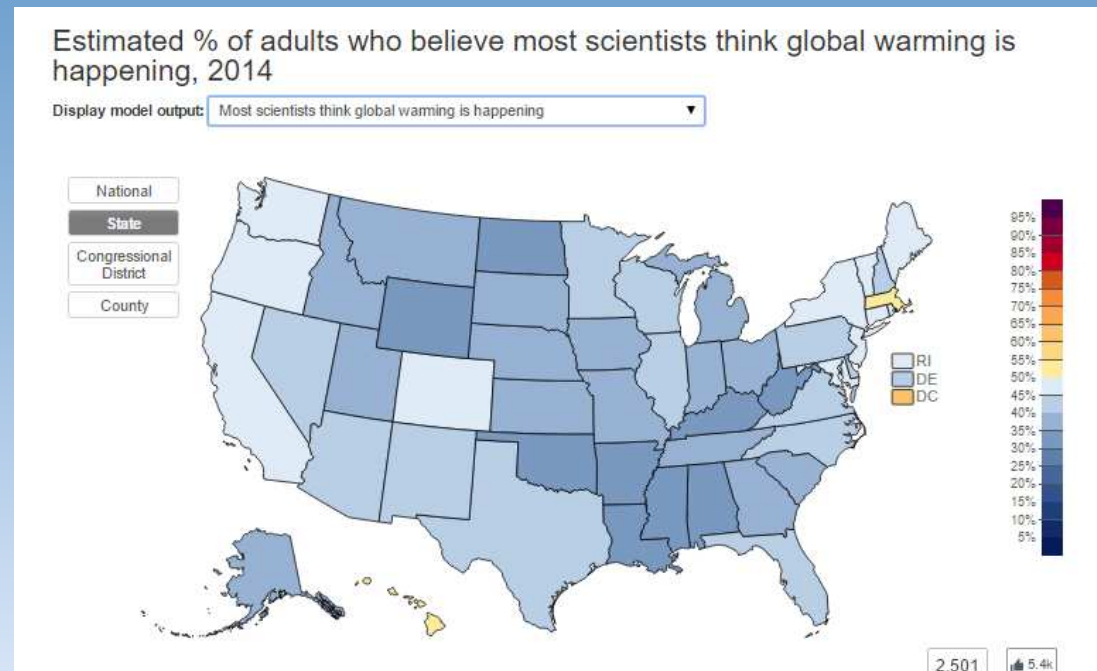 Estimated % of adults who believe most scientists think global warming is
happening, 2014
Display model output: Most scientists think global warming is happening
National
State
Congressional
District
County
95%
90%
85%
80%
75%
70%
65%
60%
55%
50%
45%
40%
35%
30%
25%
20%
15%
10%
5%
RI
DE
DC
2,501
5.4k